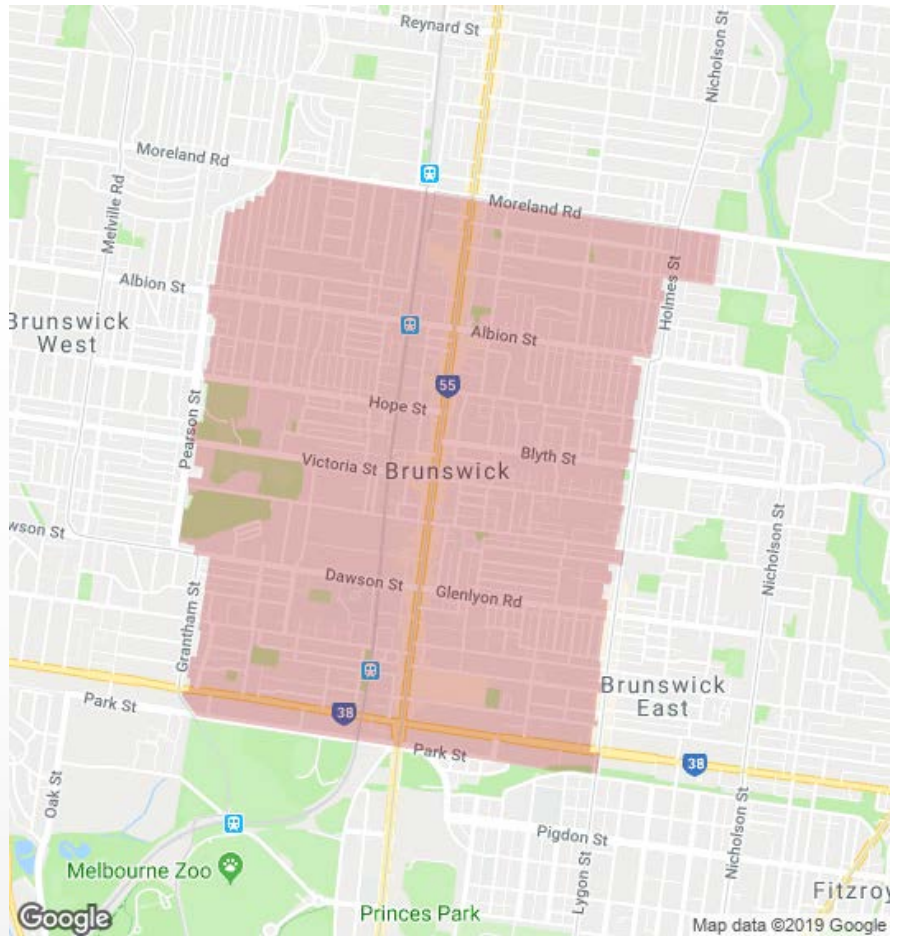 Reynard St
Nicholson St
Moreland Rd
Moreland Rd
Melville Rd
Holmes St
Albion St
Brunswick
West
Albion St
55
Pearson St
Hope St
Blyth St
Victoria St
Brunswick
wson St
Nicholson St
Dawson St
Glenlyon Rd
Grantham St
Brunswick
East
Park St
38
Park St
38
Oak St
Nicholson St
Pigdon St
Melbourne Zoo
Lygon St
Fitzroy
Princes Park
Google
Map data ©2019 Google